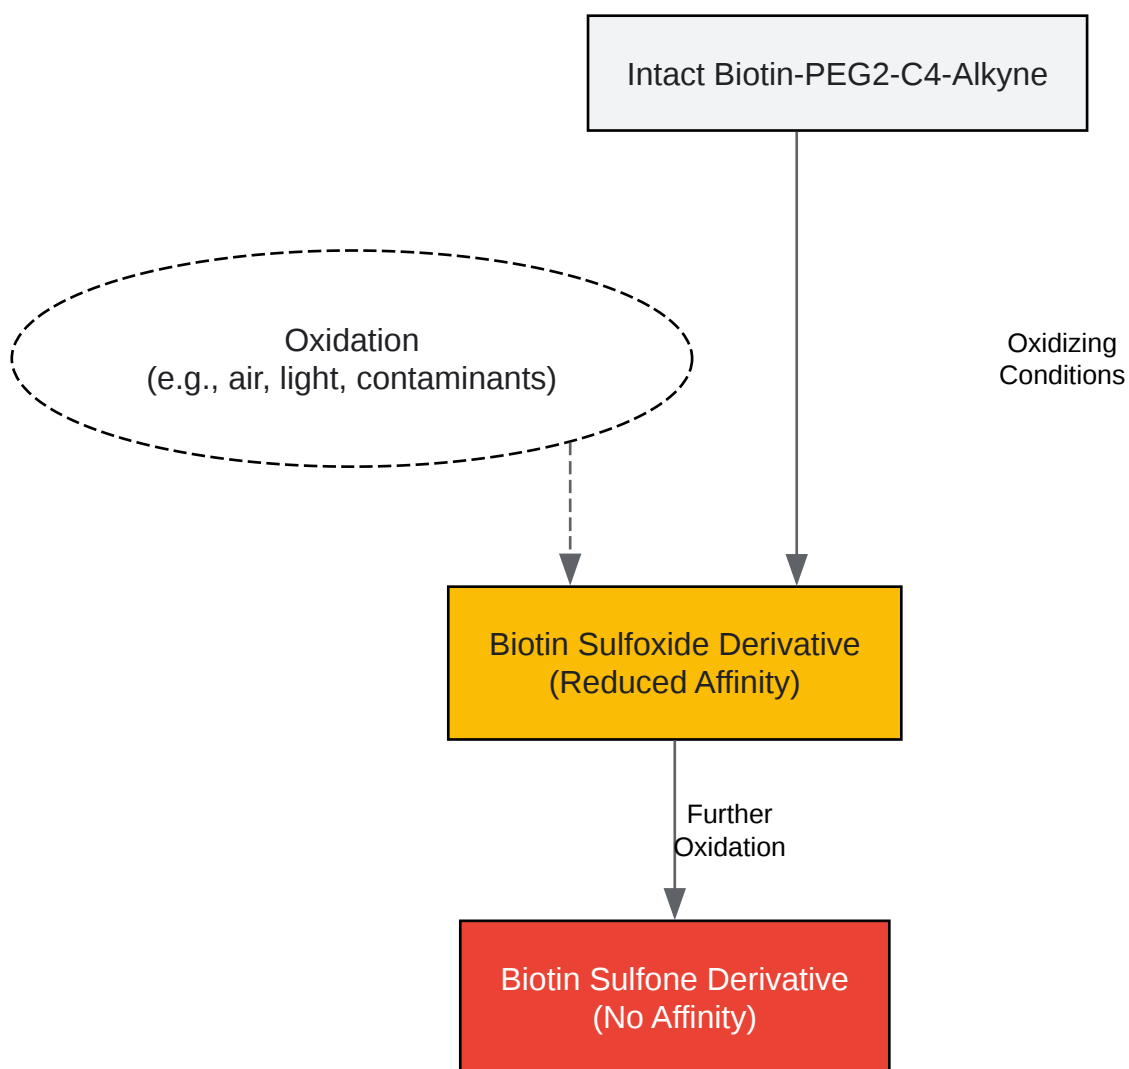 Intact Biotin-PEG2-C4-Alkyne
Oxidation
(e.g., air, light, contaminants)
Oxidizing
Conditions
Biotin Sulfoxide Derivative
(Reduced Affinity)
Further
Oxidation
Biotin Sulfone Derivative
(No Affinity)